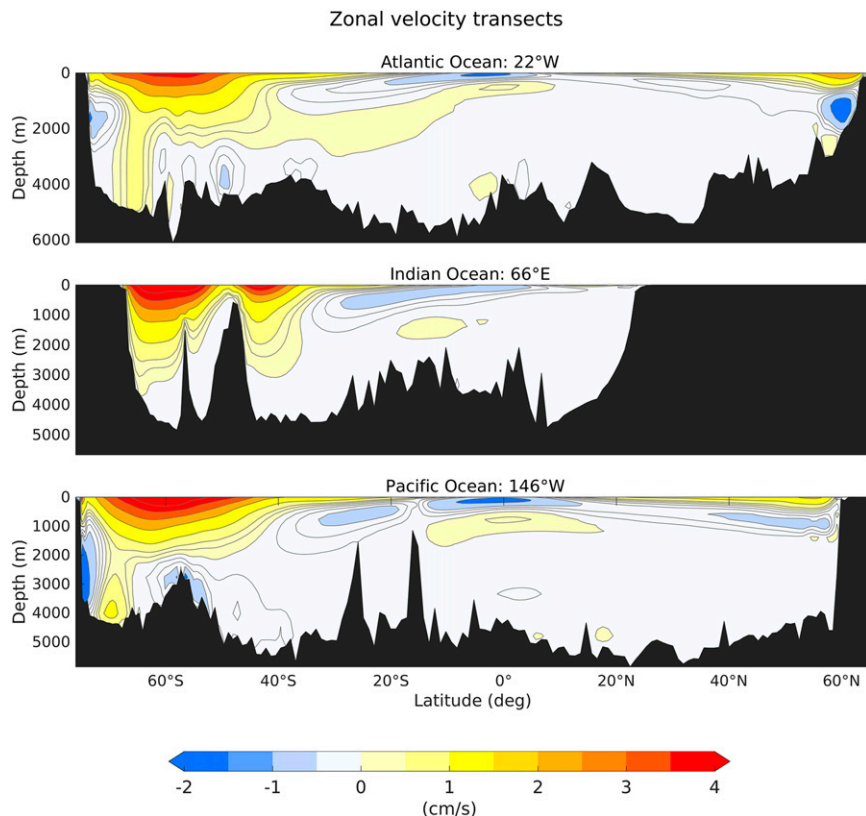 Zonal velocity transects
Atlantic Ocean: 22°W
0
2000
4000
6000
Depth (m)
Indian Ocean: 66°E
0
1000
2000
3000
4000
5000
Depth (m)
Pacific Ocean: 146°W
0
1000
2000
3000
4000
5000
Depth (m)
60°S 40°S 20°S 0° 20°N 40°N 60°N
Latitude (deg)
-2 -1 0 1 2 3 4
(cm/s)